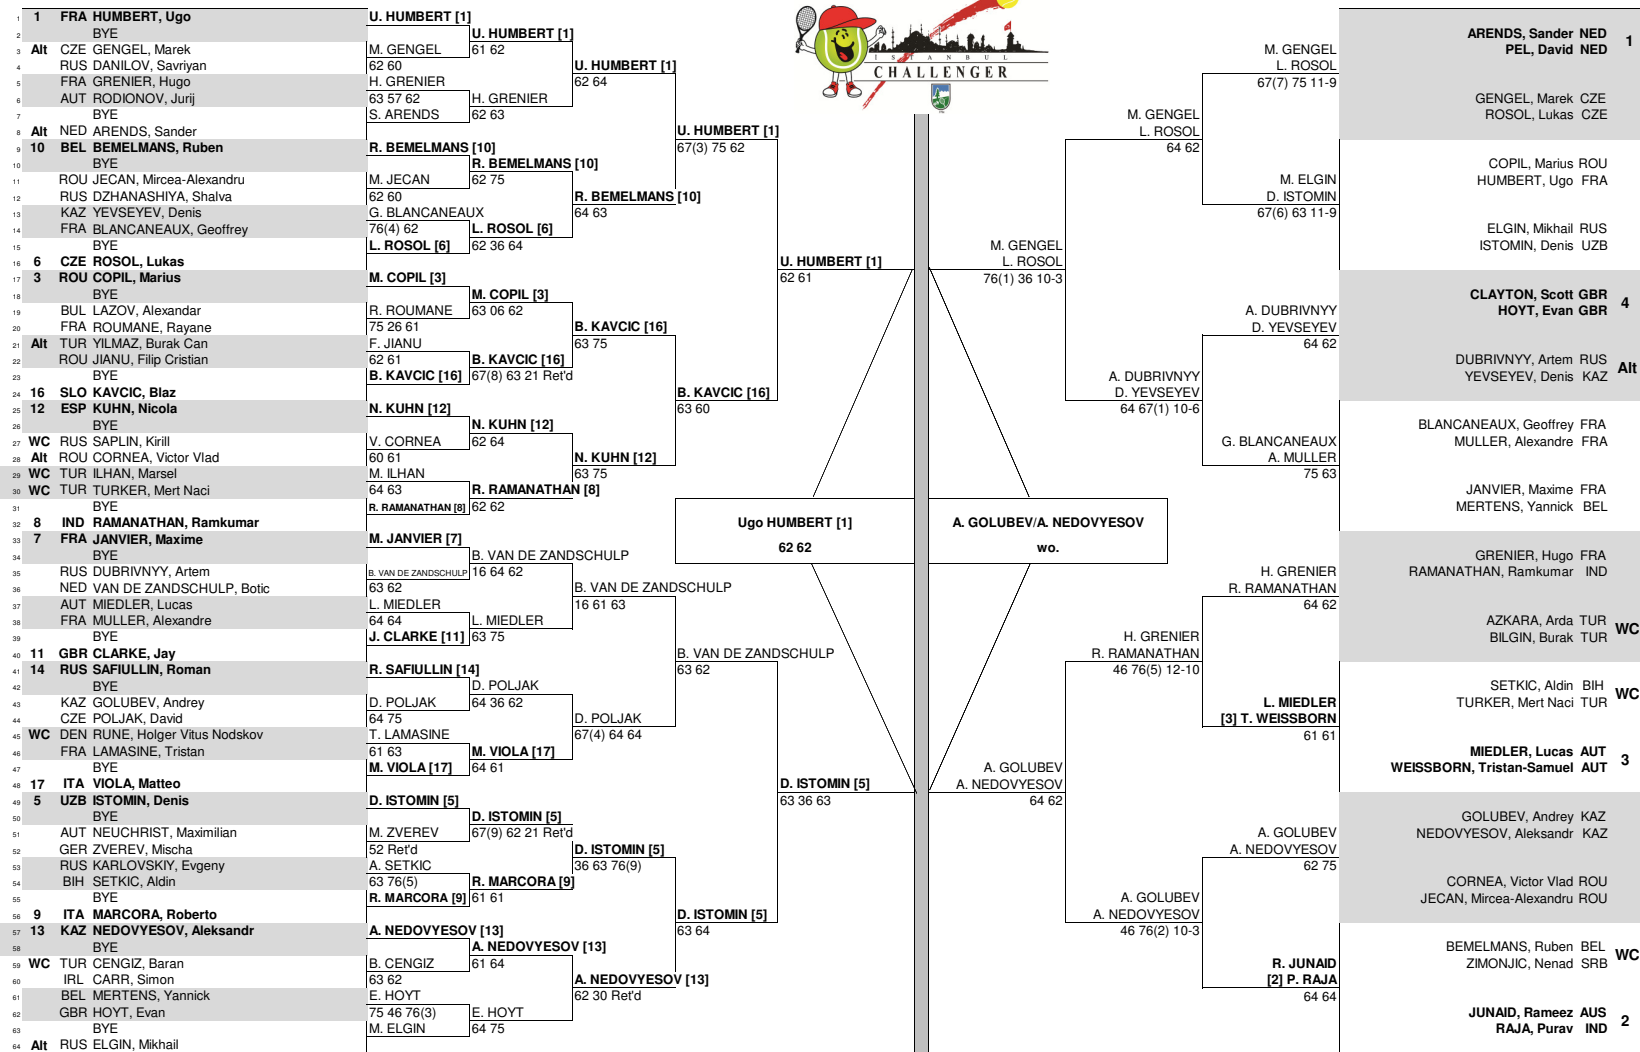 1 1 FRA HUMBERT, Ugo
2 BYE
3 Alt CZE GENGEL, Marek
4 RUS DANILOV, Savriyan
5 FRA GRENIER, Hugo
6 AUT RODIONOV, Jurij
7 BYE
8 Alt NED ARENDS, Sander
9 10 BEL BEMELMANS, Ruben
10 BYE
11 ROU JECAN, Mircea-Alexandru
12 RUS DZHANASHIYA, Shalva
13 KAZ YEVSEYEV, Denis
14 FRA BLANCANEAUX, Geoffrey
15 BYE
16 6 CZE ROSOL, Lukas
17 3 ROU COPIL, Marius
18 BYE
19 BUL LAZOV, Alexandar
20 FRA ROUMANE, Rayane
21 Alt TUR YILMAZ, Burak Can
22 ROU JIANU, Filip Cristian
23 BYE
24 16 SLO KAVCIC, Blaz
25 12 ESP KUHN, Nicola
26 BYE
27 WC RUS SAPLIN, Kirill
28 Alt ROU CORNEA, Victor Vlad
29 WC TUR ILHAN, Marsel
30 WC TUR TURKER, Mert Naci
31 BYE
32 8 IND RAMANATHAN, Ramkumar
33 7 FRA JANVIER, Maxime
34 BYE
35 RUS DUBRIVNYY, Artem
36 NED VAN DE ZANDSCHULP, Botic
37 AUT MIEDLER, Lucas
38 FRA MULLER, Alexandre
39 BYE
40 11 GBR CLARKE, Jay
41 14 RUS SAFIULLIN, Roman
42 BYE
43 KAZ GOLUBEV, Andrey
44 CZE POLJAK, David
45 WC DEN RUNE, Holger Vitus Nodskov
46 FRA LAMASINE, Tristan
47 BYE
48 17 ITA VIOLA, Matteo
49 5 UZB ISTOMIN, Denis
50 BYE
51 AUT NEUCHRIST, Maximilian
52 GER ZVEREV, Mischa
53 RUS KARLOVSKIY, Evgeny
54 BIH SETKIC, Aldin
55 BYE
56 9 ITA MARCORA, Roberto
57 13 KAZ NEDOVYESOV, Aleksandr
58 BYE
59 WC TUR CENGIZ, Baran
60 IRL CARR, Simon
61 BEL MERTENS, Yannick
62 GBR HOYT, Evan
63 BYE
64 Alt RUS ELGIN, Mikhail
U. HUMBERT [1]
M. GENGEL
62 60
H. GRENIER
63 57 62
S. ARENDS
R. BEMELMANS [10]
M. JECAN
62 60
G. BLANCANEAUX
76(4) 62
L. ROSOL [6]
M. COPIL [3]
R. ROUMANE
75 26 61
F. JIANU
62 61
B. KAVCIC [16]
N. KUHN [12]
V. CORNEA
60 61
M. ILHAN
64 63
R. RAMANATHAN [8]
M. JANVIER [7]
B. VAN DE ZANDSCHULP
63 62
L. MIEDLER
64 64
J. CLARKE [11]
R. SAFIULLIN [14]
D. POLJAK
64 75
T. LAMASINE
61 63
M. VIOLA [17]
D. ISTOMIN [5]
M. ZVEREV
52 Ret'd
A. SETKIC
63 76(5)
R. MARCORA [9]
A. NEDOVYESOV [13]
B. CENGIZ
63 62
E. HOYT
75 46 76(3)
M. ELGIN
U. HUMBERT [1]
61 62
H. GRENIER
62 63
R. BEMELMANS [10]
62 75
L. ROSOL [6]
62 36 64
M. COPIL [3]
63 06 62
B. KAVCIC [16]
67(8) 63 21 Ret'd
N. KUHN [12]
62 64
R. RAMANATHAN [8]
62 62
B. VAN DE ZANDSCHULP
16 64 62
L. MIEDLER
63 75
D. POLJAK
64 36 62
M. VIOLA [17]
64 61
D. ISTOMIN [5]
67(9) 62 21 Ret'd
R. MARCORA [9]
61 61
A. NEDOVYESOV [13]
61 64
E. HOYT
64 75
U. HUMBERT [1]
62 64
R. BEMELMANS [10]
64 63
B. KAVCIC [16]
63 75
N. KUHN [12]
63 75
B. VAN DE ZANDSCHULP
16 61 63
D. POLJAK
67(4) 64 64
D. ISTOMIN [5]
36 63 76(9)
A. NEDOVYESOV [13]
62 30 Ret'd
U. HUMBERT [1]
67(3) 75 62
B. KAVCIC [16]
63 60
B. VAN DE ZANDSCHULP
63 62
D. ISTOMIN [5]
63 64
U. HUMBERT [1]
62 61
D. ISTOMIN [5]
63 36 63
Ugo HUMBERT [1]
62 62
ISTANBUL
CHALLENGER
A. GOLUBEV/A. NEDOVYESOV
wo.
M. GENGEL
L. ROSOL
76(1) 36 10-3
A. GOLUBEV
A. NEDOVYESOV
64 62
M. GENGEL
L. ROSOL
64 62
A. DUBRIVNYY
D. YEVSEYEV
64 67(1) 10-6
H. GRENIER
R. RAMANATHAN
46 76(5) 12-10
A. GOLUBEV
A. NEDOVYESOV
46 76(2) 10-3
M. GENGEL
L. ROSOL
67(7) 75 11-9
M. ELGIN
D. ISTOMIN
67(6) 63 11-9
A. DUBRIVNYY
D. YEVSEYEV
64 62
G. BLANCANEAUX
A. MULLER
75 63
H. GRENIER
R. RAMANATHAN
64 62
L. MIEDLER
[3] T. WEISSBORN
61 61
A. GOLUBEV
A. NEDOVYESOV
62 75
R. JUNAID
[2] P. RAJA
64 64
ARENDS, Sander NED
PEL, David NED
1
GENGEL, Marek CZE
ROSOL, Lukas CZE
COPIL, Marius ROU
HUMBERT, Ugo FRA
ELGIN, Mikhail RUS
ISTOMIN, Denis UZB
CLAYTON, Scott GBR
HOYT, Evan GBR
4
DUBRIVNYY, Artem RUS
YEVSEYEV, Denis KAZ
Alt
BLANCANEAUX, Geoffrey FRA
MULLER, Alexandre FRA
JANVIER, Maxime FRA
MERTENS, Yannick BEL
GRENIER, Hugo FRA
RAMANATHAN, Ramkumar IND
AZKARA, Arda TUR
BILGIN, Burak TUR
WC
SETKIC, Aldin BIH
TURKER, Mert Naci TUR
WC
MIEDLER, Lucas AUT
WEISSBORN, Tristan-Samuel AUT
3
GOLUBEV, Andrey KAZ
NEDOVYESOV, Aleksandr KAZ
CORNEA, Victor Vlad ROU
JECAN, Mircea-Alexandru ROU
BEMELMANS, Ruben BEL
ZIMONJIC, Nenad SRB
WC
JUNAID, Rameez AUS
RAJA, Purav IND
2